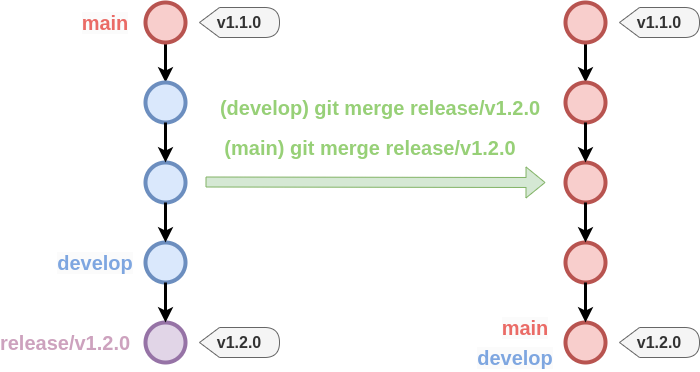 main
v1.1.0
v1.1.0
(develop) git merge release/v1.2.0
(main) git merge release/v1.2.0
develop
release/v1.2.0
v1.2.0
main
develop
v1.2.0